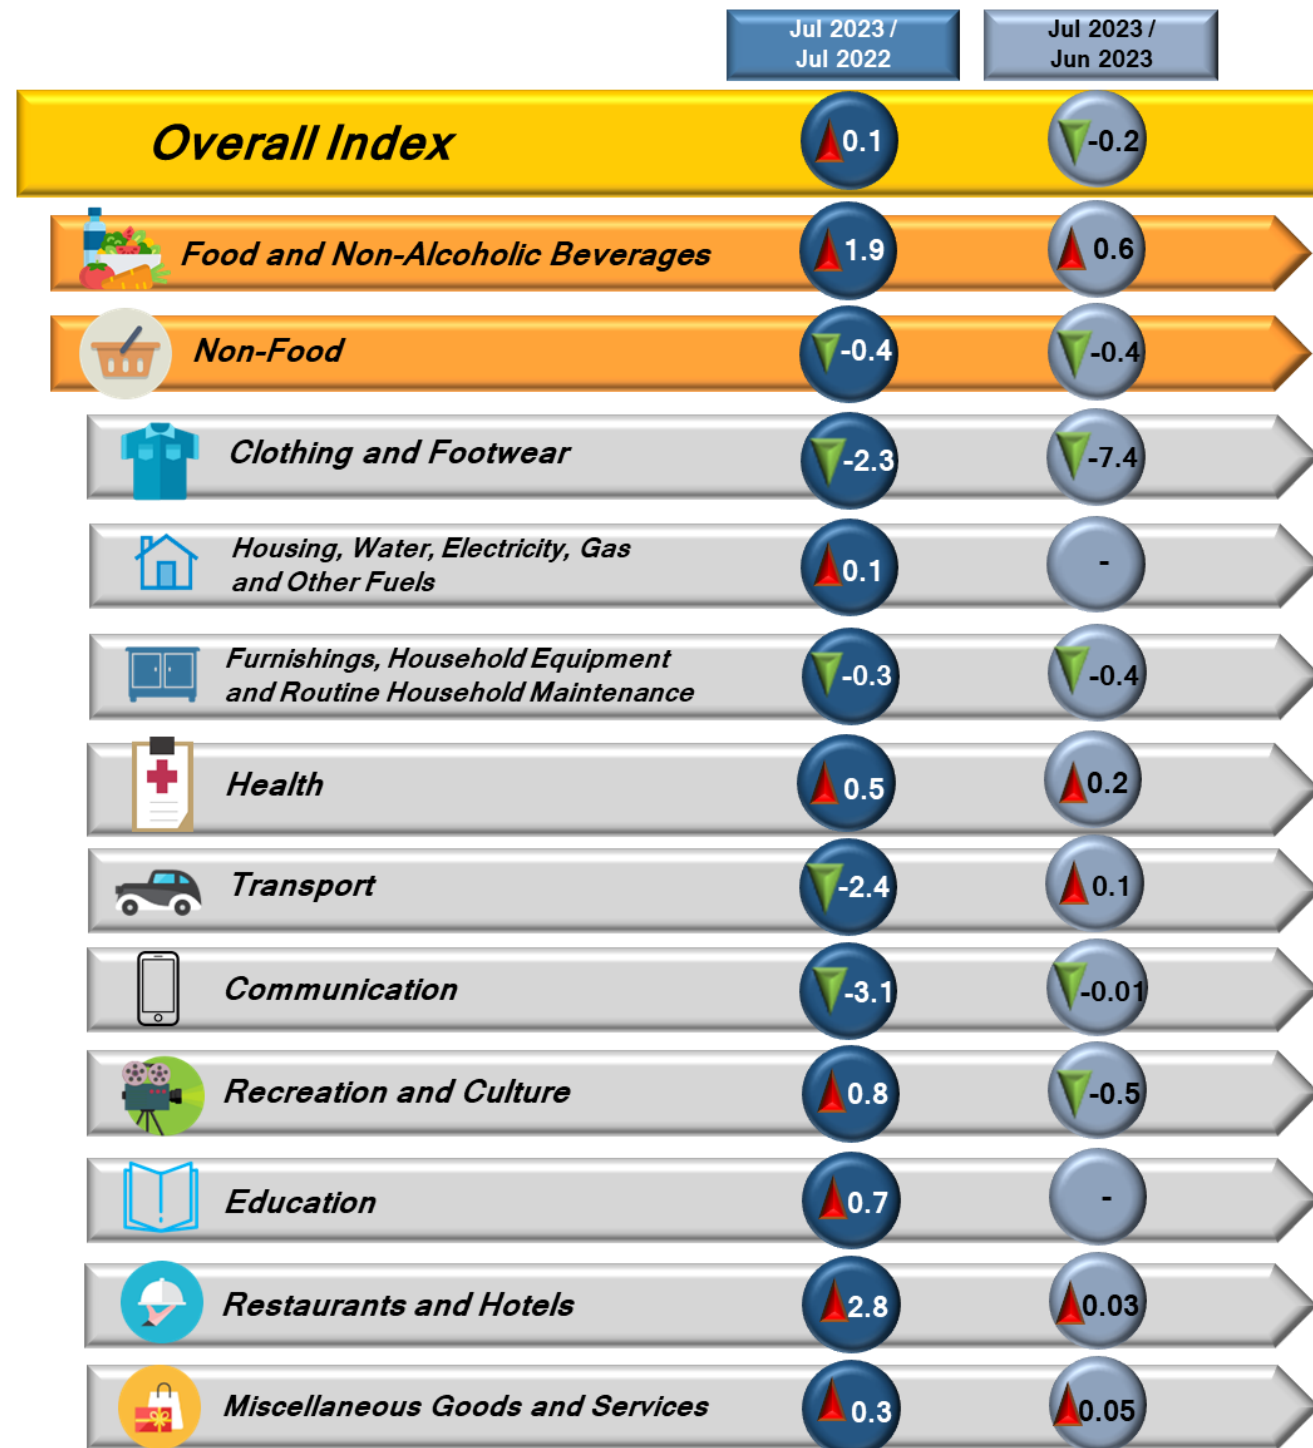 Jul 2023 /
Jul 2022
Jul 2023 /
Jun 2023
Overall Index
0.1
-0.2
Food and Non-Alcoholic Beverages
1.9
0.6
Non-Food
-0.4
-0.4
Clothing and Footwear
-2.3
-7.4
Housing, Water, Electricity, Gas
and Other Fuels
0.1
-
Furnishings, Household Equipment
and Routine Household Maintenance
-0.3
-0.4
Health
0.5
0.2
Transport
-2.4
0.1
Communication
-3.1
-0.01
Recreation and Culture
0.8
-0.5
Education
0.7
-
Restaurants and Hotels
2.8
0.03
Miscellaneous Goods and Services
0.3
0.05